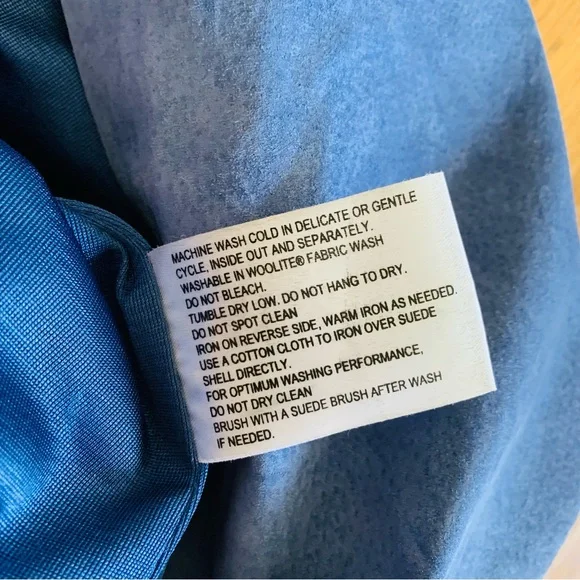 MACHINE WASH COLD IN DELICATE OR GENTLE
CYCLE, INSIDE OUT AND SEPARATELY.
WASHABLE IN WOOLITE® FABRIC WASH
DO NOT BLEACH.
TUMBLE DRY LOW. DO NOT HANG TO DRY.
DO NOT SPOT CLEAN
IRON ON REVERSE SIDE, WARM IRON AS NEEDED.
USE A COTTON CLOTH TO IRON OVER SUEDE
SHELL DIRECTLY.
FOR OPTIMUM WASHING PERFORMANCE,
DO NOT DRY CLEAN
BRUSH WITH A SUEDE BRUSH AFTER WASH
IF NEEDED.